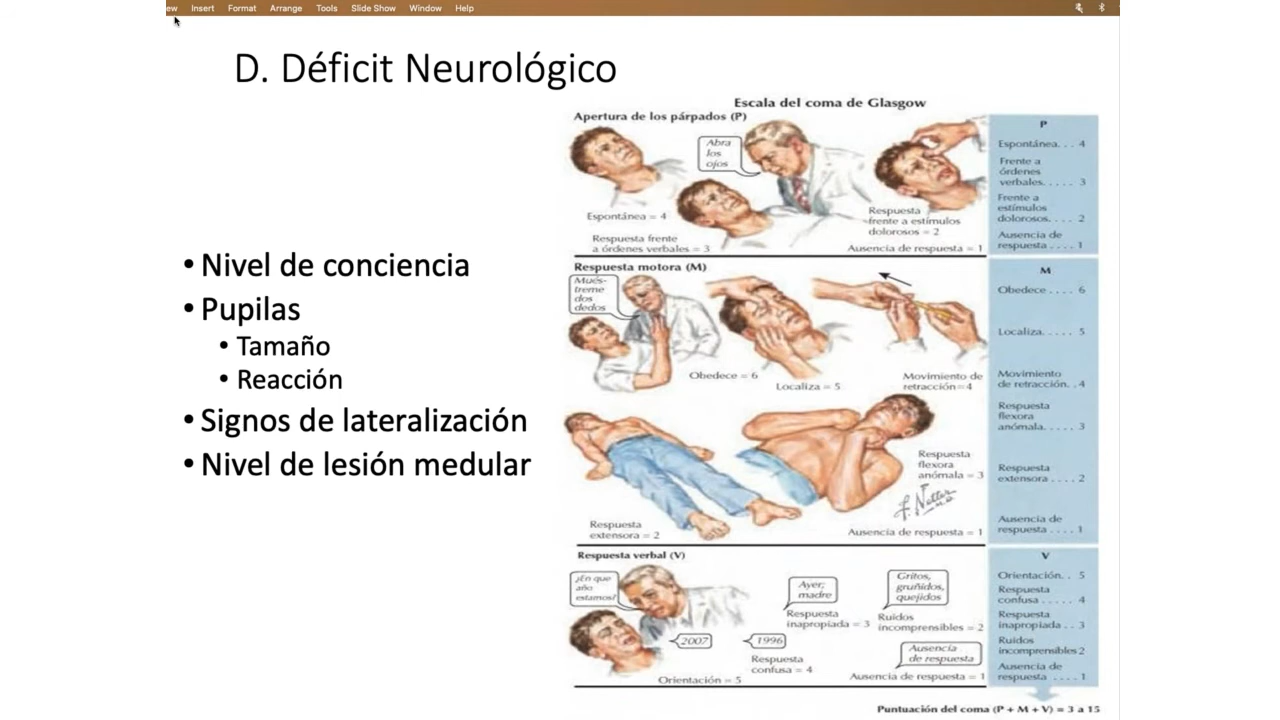 ew Insert Format Arrange Tools Slide Show Window Help
D. Déficit Neurológico
• Nivel de conciencia
• Pupilas
• Tamaño
• Reacción
• Signos de lateralización
• Nivel de lesión medular
Escala del coma de Glasgow
Apertura de los párpados (P)
Abra
los
ojos
Espontánea = 4
Respuesta frente
a órdenes verbales = 3
Respuesta
frente a estímulos
dolorosos = 2
Ausencia de respuesta = 1
P
Espontánea. . . 4
Frente a
órdenes
verbales. . . . . 3
Frente a
estímulos
dolorosos. . . 2
Ausencia de
respuesta . . . . 1
Respuesta motora (M)
Mués-
treme
dos
dedos
Obedece = 6
Localiza = 5
Movimiento de
retracción=4
Respuesta
flexora
anómala = 3
F. Netter
M.D.
Respuesta
extensora = 2
Ausencia de respuesta = 1
M
Obedece . . . . 6
Localiza. . . . . 5
Movimiento
de retracción. . 4
Respuesta
flexora
anómala. . . . . 3
Respuesta
extensora . . . . 2
Ausencia de
respuesta . . . . 1
Respuesta verbal (V)
¿En que
año
estamos?
2007
Orientación = 5
1996
Respuesta
confusa = 4
Ayer;
madre
Respuesta
inapropiada = 3
Gritos,
gruñidos,
quejidos
Ruidos
incomprensibles = 2
Ausencia
de respuesta
Ausencia de respuesta = 1
V
Orientación. . 5
Respuesta
confusa . . . . . 4
Respuesta
inapropiada . . 3
Ruidos
incomprensibles 2
Ausencia de
respuesta . . . . 1
Puntuación del coma (P + M + V) = 3 a 15